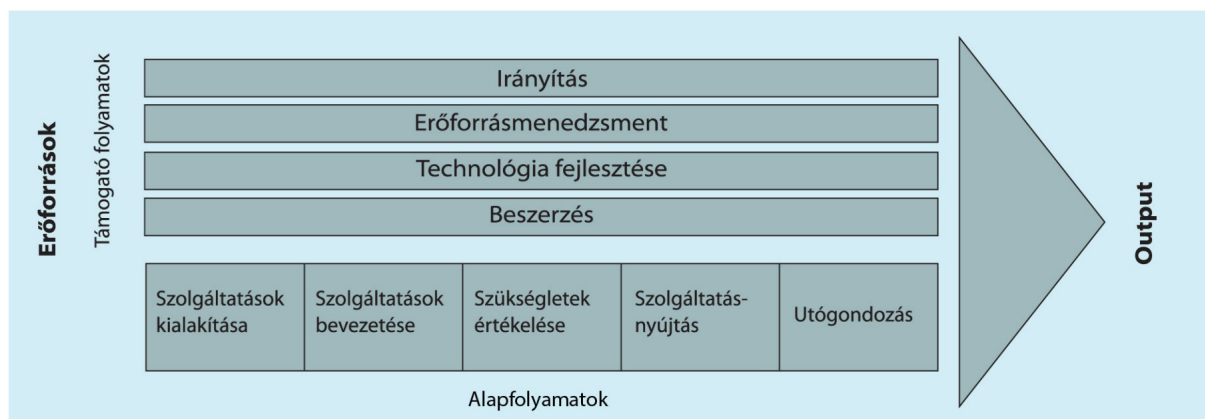 Erőforrások
Támogató folyamatok
Irányítás
Erőforrásmenedzsment
Technológia fejlesztése
Beszerzés
Szolgáltatások
kialakítása
Szolgáltatások
bevezetése
Szükségletek
értékelése
Szolgáltatás-
nyújtás
Utógondozás
Alapfolyamatok
Output